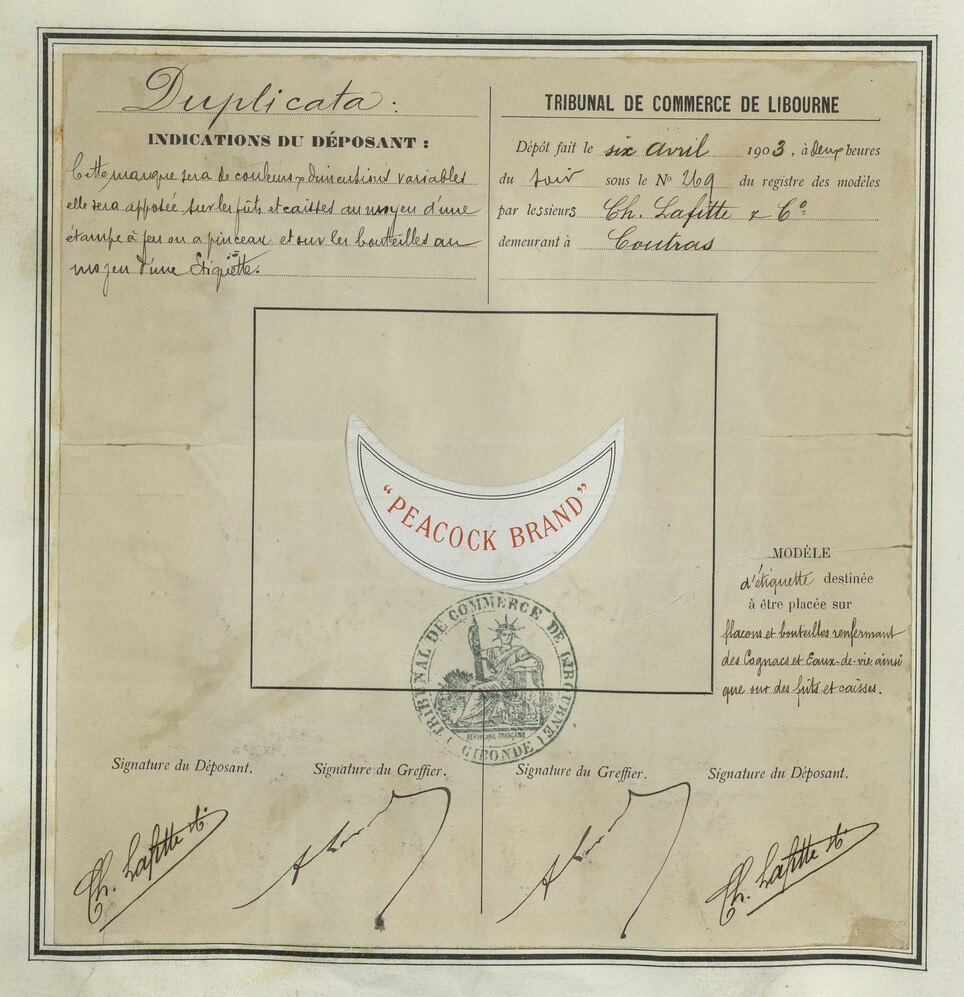 Duplicata :
INDICATIONS DU DÉPOSANT :
Cette marque sera de couleurs & dimentions variables
elle sera apposée sur les fûts et caisses au moyen d'une
étampe à feu ou a pinceau et sur les bouteilles au
moyen d'une Etiquette.
TRIBUNAL DE COMMERCE DE LIBOURNE
Dépôt fait le six avril 1903, à deux heures
du soir sous le No 269 du registre des modèles
par les sieurs Ch. Lafitte & Co
demeurant à Coutras
“PEACOCK BRAND”
MODÈLE
d'étiquette destinée
à être placée sur
flacons et bouteilles renfermant
des Cognacs et Eaux-de-vie ainsi
que sur des fûts et caisses.
TRIBUNAL DE COMMERCE DE LIBOURNE
RÉPUBLIQUE FRANÇAISE
( GIRONDE )
Signature du Déposant. Signature du Greffier. Signature du Greffier. Signature du Déposant.
Ch. Lafitte Ch. Lafitte